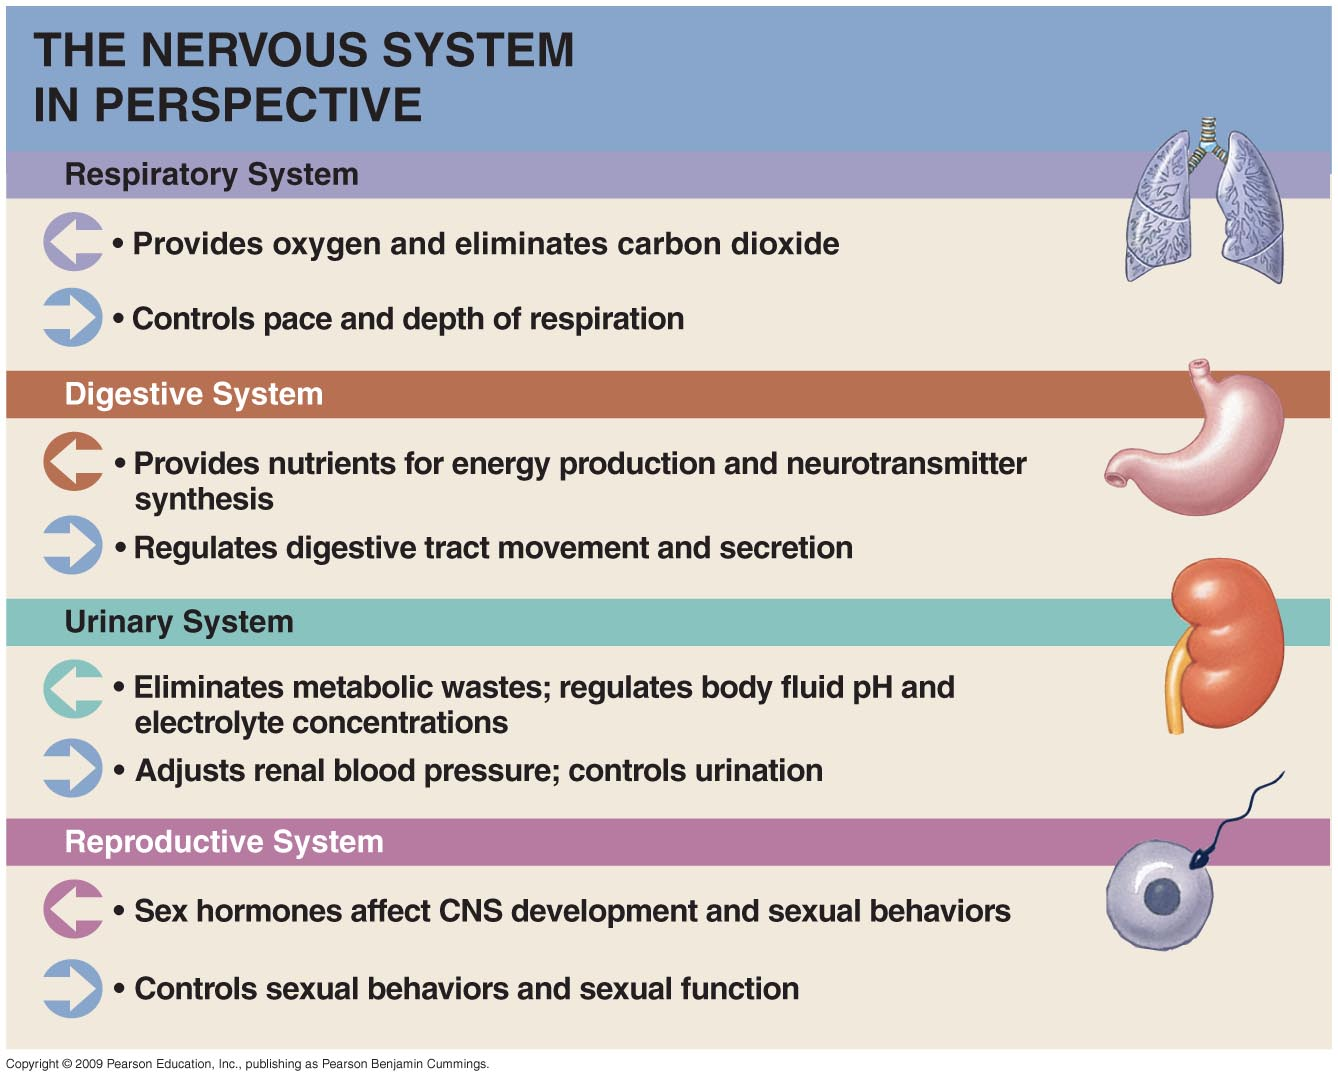 THE NERVOUS SYSTEM
IN PERSPECTIVE
Respiratory System
• Provides oxygen and eliminates carbon dioxide
• Controls pace and depth of respiration
Digestive System
• Provides nutrients for energy production and neurotransmitter
synthesis
• Regulates digestive tract movement and secretion
Urinary System
• Eliminates metabolic wastes; regulates body fluid pH and
electrolyte concentrations
• Adjusts renal blood pressure; controls urination
Reproductive System
• Sex hormones affect CNS development and sexual behaviors
• Controls sexual behaviors and sexual function
Copyright © 2009 Pearson Education, Inc., publishing as Pearson Benjamin Cummings.